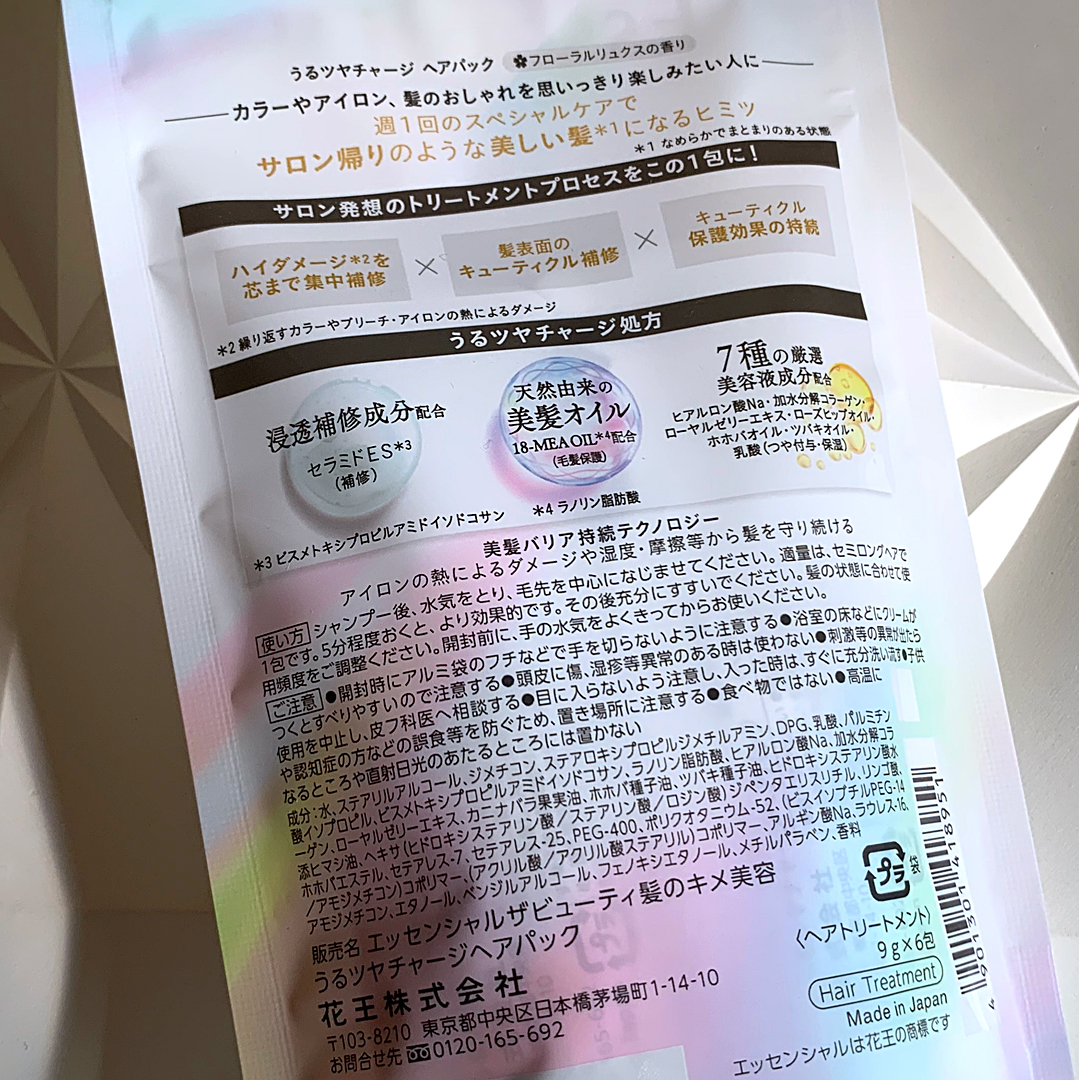 うるツヤチャージ ヘアパック フローラルリュクスの香り
カラーやアイロン、髪のおしゃれを思いっきり楽しみたい人に
週1回のスペシャルケアで
サロン帰りのような美しい髪*1になるヒミツ
*1 なめらかでまとまりのある状態
サロン発想のトリートメントプロセスをこの1包に!
ハイダメージ*2を
芯まで集中補修
×
髪表面の
キューティクル補修
×
キューティクル
保護効果の持続
*2 繰り返すカラーやブリーチ・アイロンの熱によるダメージ
うるツヤチャージ処方
浸透補修成分配合
セラミドES*3
(補修)
天然由来の
美髪オイル
18-MEA OIL*4配合
(毛髪保護)
7種の厳選
美容液成分配合
ヒアルロン酸Na・加水分解コラーゲン・
ローヤルゼリーエキス・ローズヒップオイル・
ホホバオイル・ツバキオイル・
乳酸(つや付与・保湿)
*3 ビスメトキシプロピルアミドイソドコサン
*4 ラノリン脂肪酸
美髪バリア持続テクノロジー
アイロンの熱によるダメージや湿度・摩擦等から髪を守り続ける
使い方 シャンプー後、水気をとり、毛先を中心になじませてください。適量は、セミロングヘアで
1包です。5分程度おくと、より効果的です。その後充分にすすいでください。髪の状態に合わせて使
用頻度をご調整ください。開封前に、手の水気をよくきってからお使いください。
ご注意 ●開封時にアルミ袋のフチなどで手を切らないように注意する●浴室の床などにクリームが
つくとすべりやすいので注意する●頭皮に傷、湿疹等異常のある時は使わない●刺激等の異常が出たら
使用を中止し、皮フ科医へ相談する●目に入らないよう注意し、入った時は、すぐに充分洗い流す●子供
や認知症の方などの誤食等を防ぐため、置き場所に注意する●食べ物ではない●高温に
なるところや直射日光のあたるところには置かない
成分:水、ステアリルアルコール、ジメチコン、ステアロキシプロピルジメチルアミン、DPG、乳酸、パルミチン
酸イソプロピル、ビスメトキシプロピルアミドイソドコサン、ラノリン脂肪酸、ヒアルロン酸Na、加水分解コラ
ーゲン、ローヤルゼリーエキス、カニナバラ果実油、ホホバ種子油、ツバキ種子油、ヒドロキシステアリン酸水
添ヒマシ油、ヘキサ(ヒドロキシステアリン酸/ステアリン酸/ロジン酸)ジペンタエリスリチル、リンゴ酸、
ホホバエステル、セテアレス-7、セテアレス-25、PEG-400、ポリクオタニウム-52、(ビスイソブチルPEG-14
/アモジメチコン)コポリマー、(アクリル酸/アクリル酸ステアリル)コポリマー、アルギン酸Na、ラウレス-16、
アモジメチコン、エタノール、ベンジルアルコール、フェノキシエタノール、メチルパラベン、香料
プラ 袋
販売名 エッセンシャルザビューティ髪のキメ美容
うるツヤチャージヘアパック
〈ヘアトリートメント〉
9g×6包
花王株式会社
Hair Treatment
〒103-8210 東京都中央区日本橋茅場町1-14-10
Made in Japan
お問合せ先 0120-165-692
エッセンシャルは花王の商標です
4 901301 418951